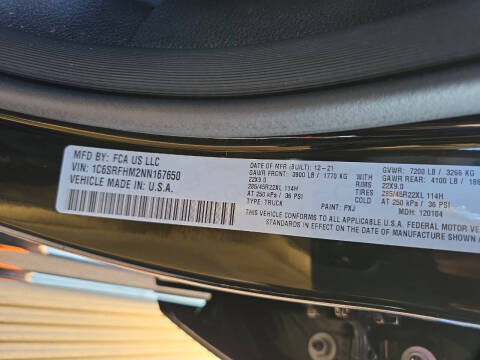 MFD BY: FCA US LLC
VIN: 1C6SRFHM2NN167650
VEHICLE MADE IN U.S.A.
DATE OF MFR (BUILT): 12-21
GAWR FRONT: 3900 LB / 1770 KG
22X9.0
285/45R22XL 114H
AT 250 kPa / 36 PSI
TYPE: TRUCK
PAINT: PXJ
GVWR: 7200 LB / 3266 KG
GAWR REAR: 4100 LB
RIMS: 22X9.0
TIRES: 285/45R22XL 114H
COLD AT 250 kPa / 36 PSI
MDH: 120184
THIS VEHICLE CONFORMS TO ALL APPLICABLE U.S.A. FEDERAL MOTOR
STANDARDS IN EFFECT ON THE DATE OF MANUFACTURE SHOWN